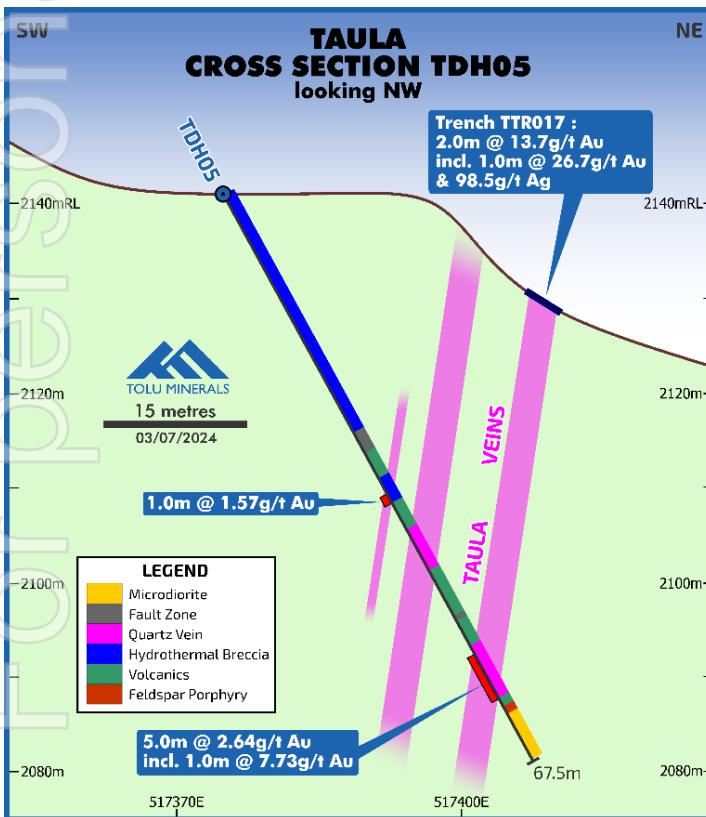 SW
TAULA
CROSS SECTION TDH05
looking NW
NE
TDH05
Trench TTR017 :
2.0m @ 13.7g/t Au
incl. 1.0m @ 26.7g/t Au
& 98.5g/t Ag
2140mRL
2140mRL
TOLU MINERALS
15 metres
03/07/2024
2120m
2120m
TAULA VEINS
1.0m @ 1.57g/t Au
2100m
2100m
LEGEND
Microdiorite
Fault Zone
Quartz Vein
Hydrothermal Breccia
Volcanics
Feldspar Porphyry
5.0m @ 2.64g/t Au
incl. 1.0m @ 7.73g/t Au
2080m
2080m
67.5m
517370E
517400E
For person